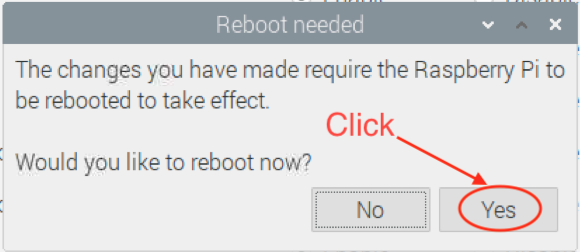 Reboot needed
The changes you have made require the Raspberry Pi to
be rebooted to take effect.
Click
Would you like to reboot now?
No Yes